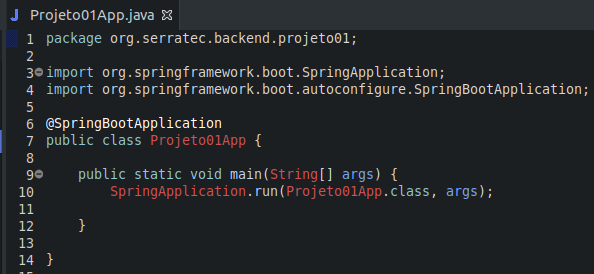 Projeto01App.java
1 package org.serratec.backend.projeto01;
2
3 import org.springframework.boot.SpringApplication;
4 import org.springframework.boot.autoconfigure.SpringBootApplication;
5
6 @SpringBootApplication
7 public class Projeto01App {
8
9 public static void main(String[] args) {
10 SpringApplication.run(Projeto01App.class, args);
11
12 }
13
14 }